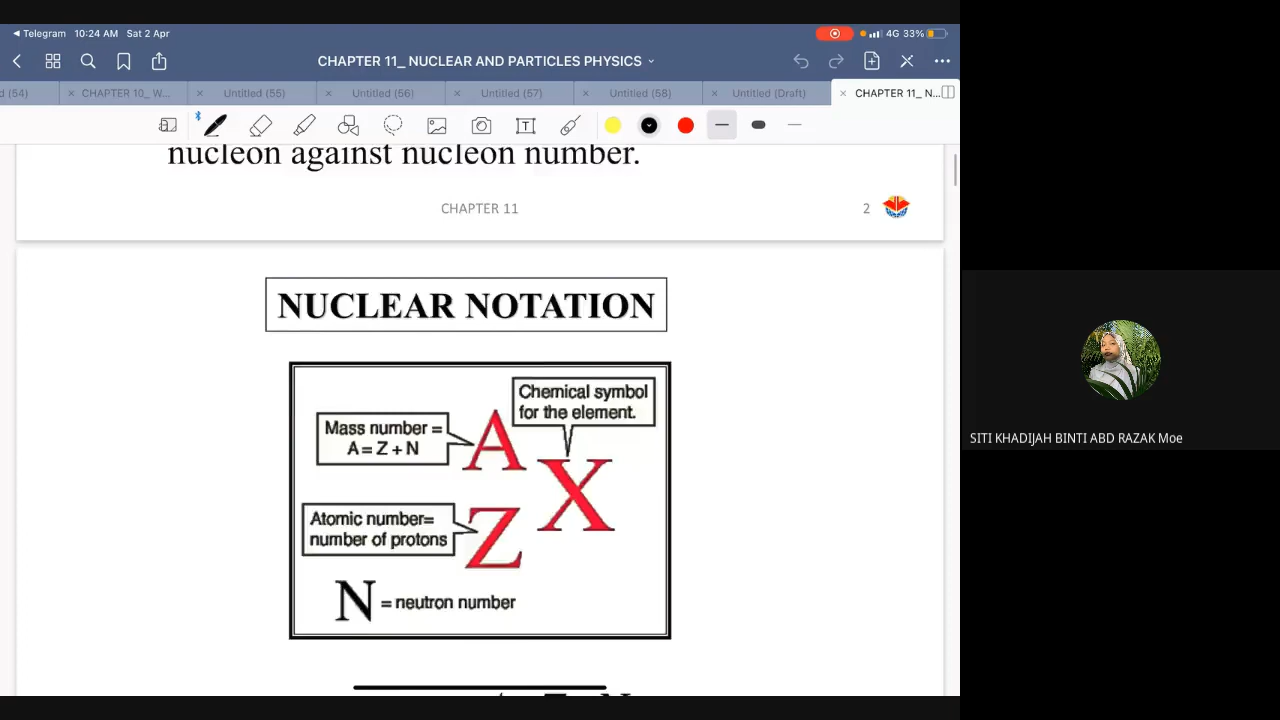 Telegram 10:24 AM Sat 2 Apr 4G 33%
CHAPTER 11_ NUCLEAR AND PARTICLES PHYSICS
d (54) CHAPTER 10_ W... Untitled (55) Untitled (56) Untitled (57) Untitled (58) Untitled (Draft) CHAPTER 11_ N...
T
nucleon against nucleon number.
CHAPTER 11 2
NUCLEAR NOTATION
Chemical symbol
for the element.
Mass number =
A = Z + N
A
X
Atomic number=
number of protons
Z
N = neutron number
SITI KHADIJAH BINTI ABD RAZAK Moe